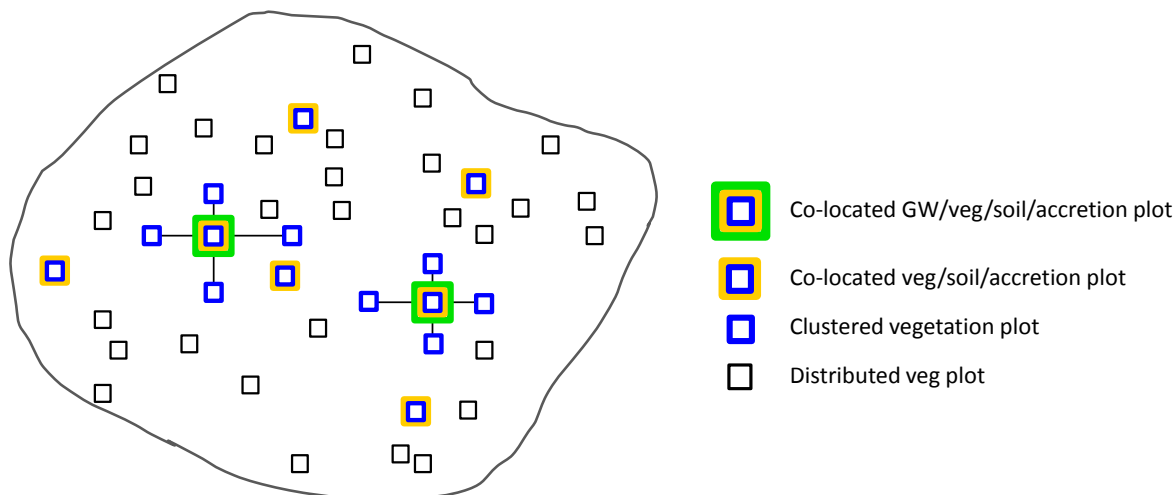 Co-located GW/veg/soil/accretion plot
Co-located veg/soil/accretion plot
Clustered vegetation plot
Distributed veg plot